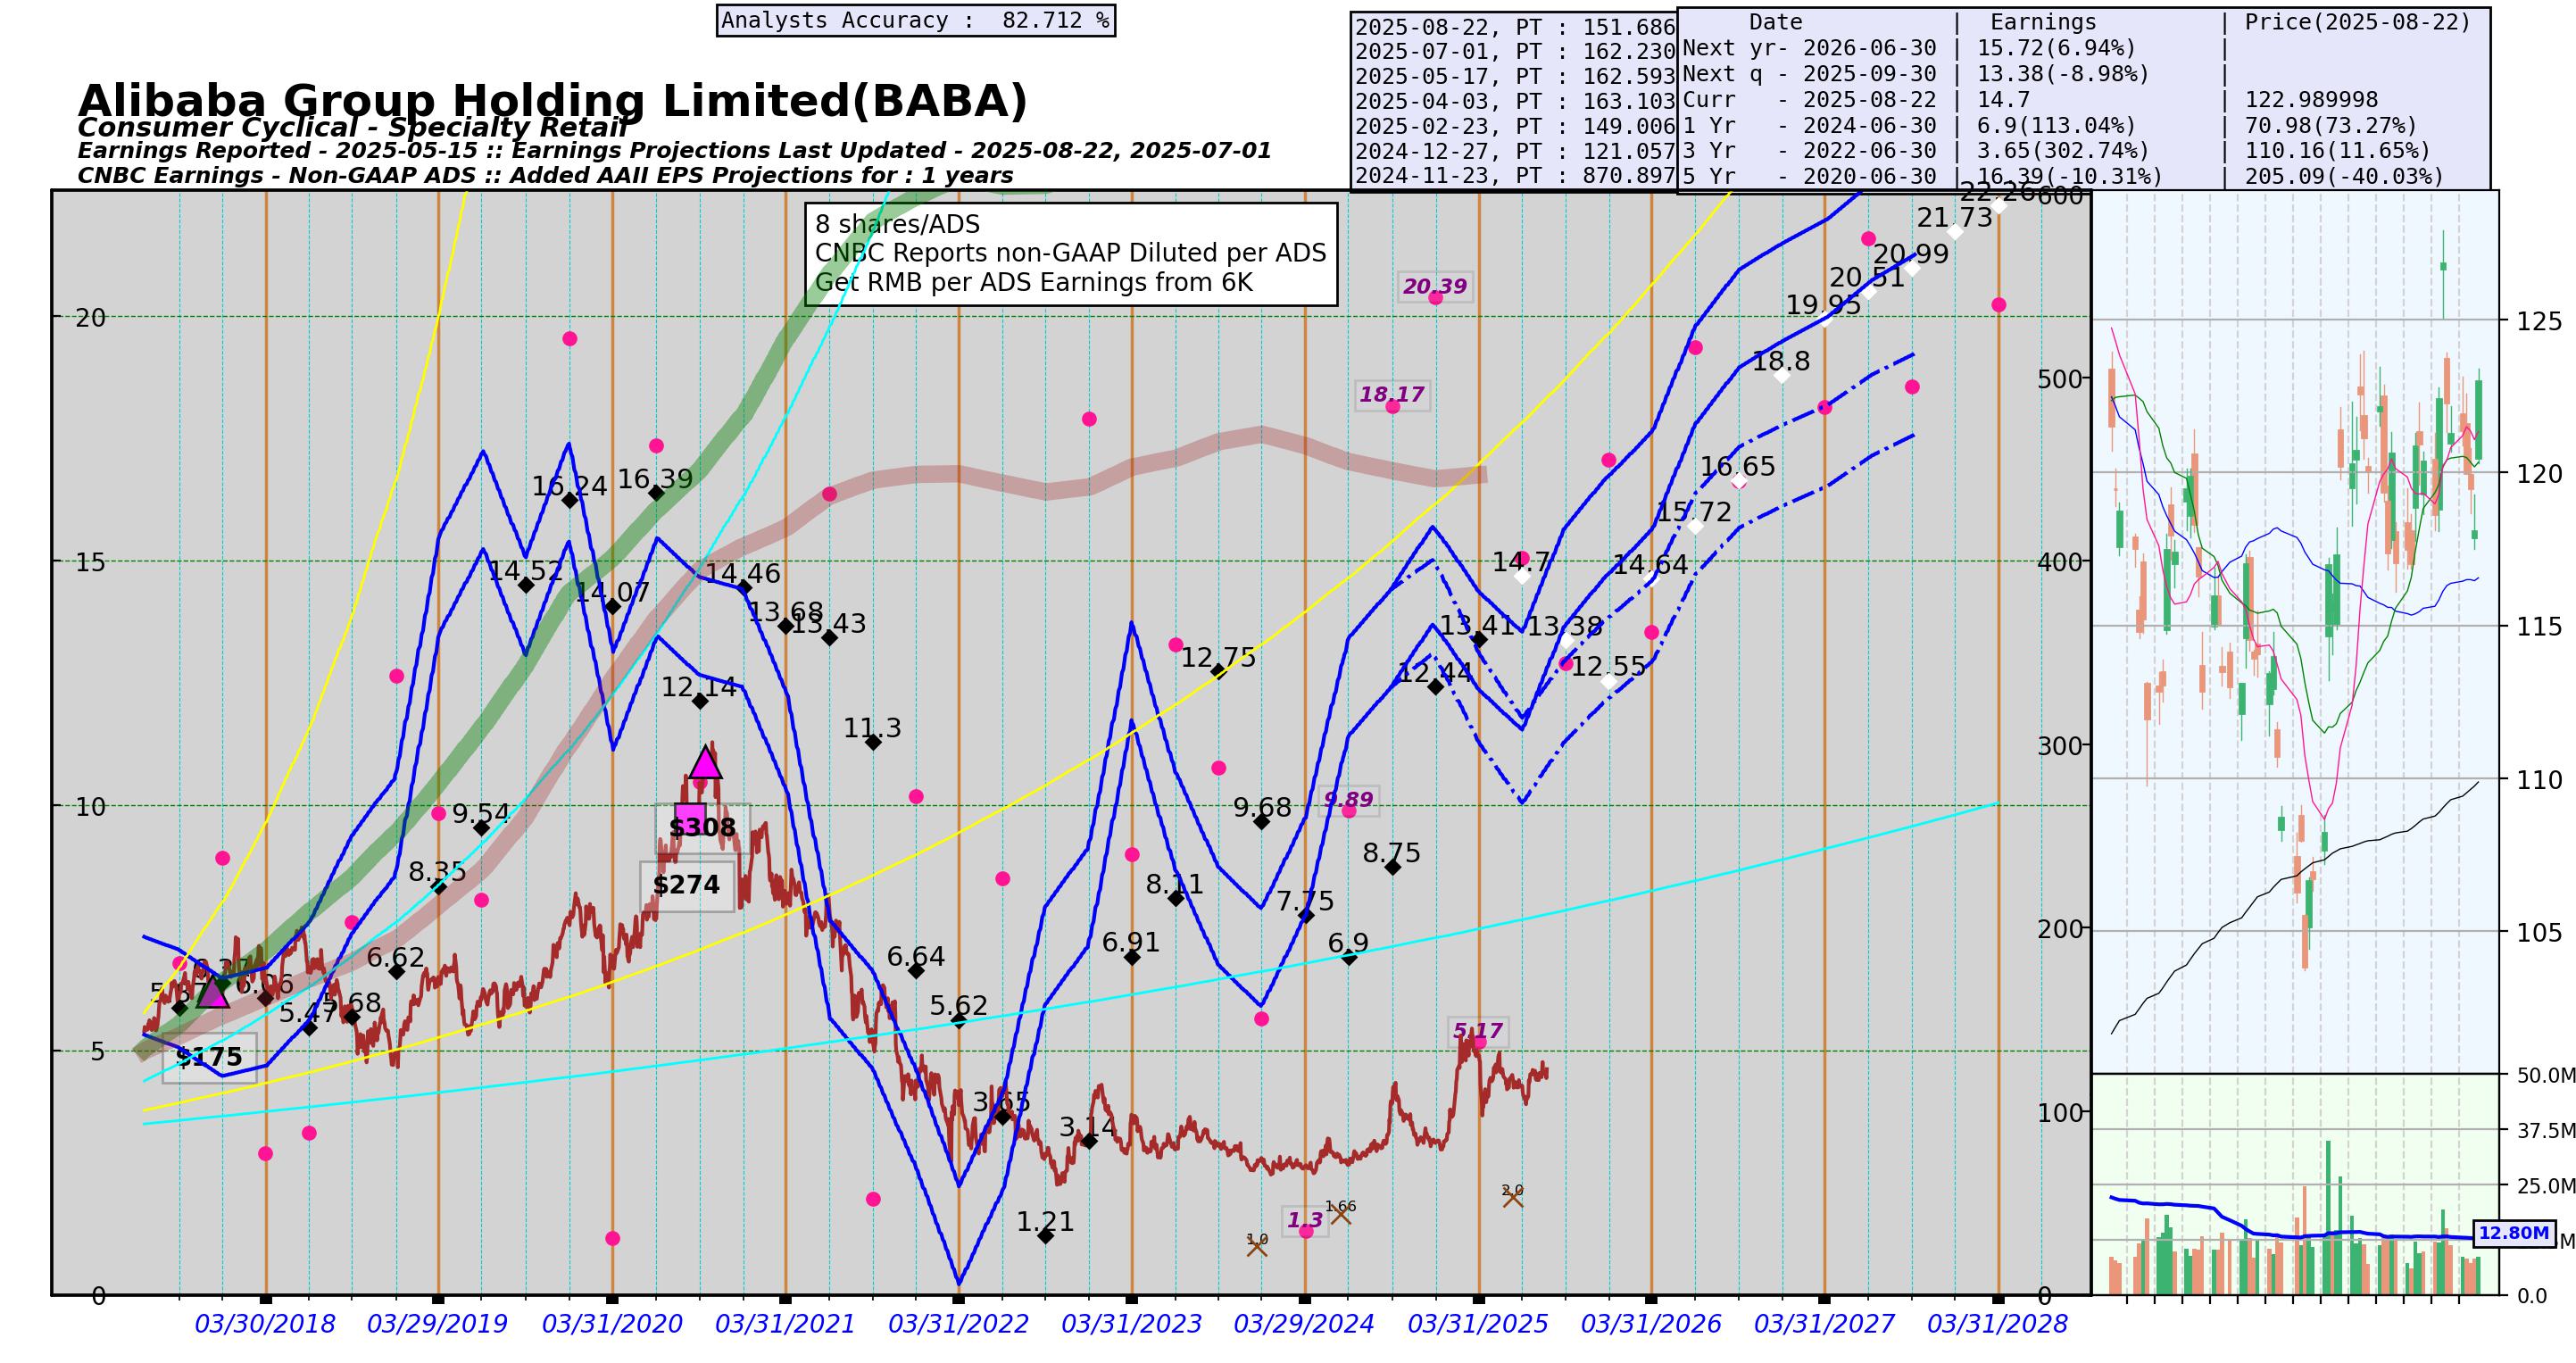 Analysts Accuracy :  82.712 %
2025-08-22, PT : 151.686
2025-07-01, PT : 162.230
2025-05-17, PT : 162.593
2025-04-03, PT : 163.103
2025-02-23, PT : 149.006
2024-12-27, PT : 121.057
2024-11-23, PT : 870.897
Date | Earnings | Price(2025-08-22)
Next yr- 2026-06-30 | 15.72(6.94%) |
Next q - 2025-09-30 | 13.38(-8.98%) |
Curr   - 2025-08-22 | 14.7 | 122.989998
1 Yr   - 2024-06-30 | 6.9(113.04%) | 70.98(73.27%)
3 Yr   - 2022-06-30 | 3.65(302.74%) | 110.16(11.65%)
5 Yr   - 2020-06-30 | 16.39(-10.31%) | 205.09(-40.03%)
Alibaba Group Holding Limited(BABA)
Consumer Cyclical - Specialty Retail
Earnings Reported - 2025-05-15 :: Earnings Projections Last Updated - 2025-08-22, 2025-07-01
CNBC Earnings - Non-GAAP ADS :: Added AAII EPS Projections for : 1 years
8 shares/ADS
CNBC Reports non-GAAP Diluted per ADS
Get RMB per ADS Earnings from 6K
22.26
600
21.73
20.99
20.51
19.95
18.8
16.65
15.72
14.64
14.7
13.38
12.55
13.41
12.44
20.39
18.17
9.89
8.75
6.9
7.75
9.68
12.75
8.11
6.91
3.14
1.21
3.65
5.62
6.64
11.3
13.43
13.68
14.46
12.14
16.39
14.07
16.24
14.52
9.54
8.35
6.62
5.68
5.47
$308
$274
$175
5.17
1.3
1.0
1.66
2.0
20
15
10
5
0
500
400
300
200
100
0
125
120
115
110
105
50.0M
37.5M
25.0M
12.80M
M
0.0
03/30/2018
03/29/2019
03/31/2020
03/31/2021
03/31/2022
03/31/2023
03/29/2024
03/31/2025
03/31/2026
03/31/2027
03/31/2028